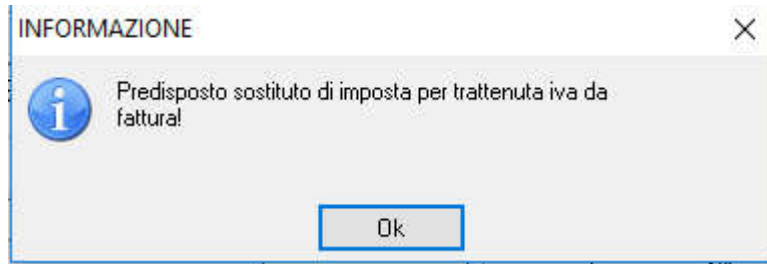 INFORMAZIONE
Predisposto sostituto di imposta per trattenuta iva da
fattura!
Ok